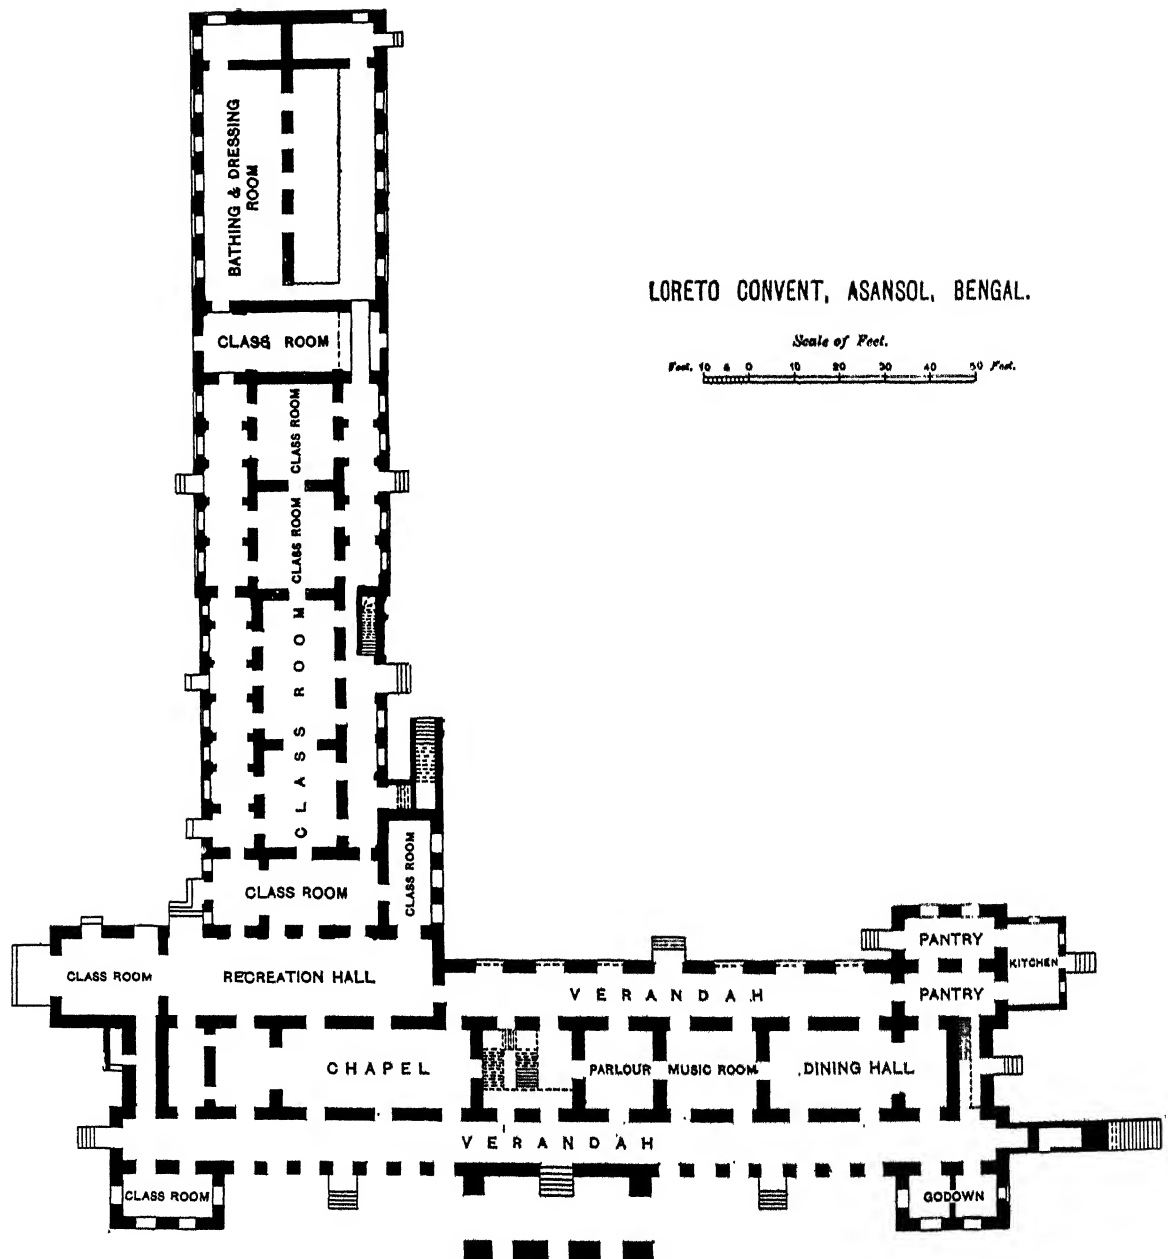 LORETO CONVENT, ASANSOL, BENGAL.
Scale of Feet.
Feet. 10 5 0 10 20 30 40 50 Feet.
BATHING & DRESSING
ROOM
CLASS ROOM
CLASS ROOM
CLASS ROOM
CLASS ROOM
CLASS ROOM
CLASS ROOM
CLASS ROOM
RECREATION HALL
VERANDAH
PANTRY
KITCHEN
PANTRY
CHAPEL
PARLOUR
MUSIC ROOM
DINING HALL
VERANDAH
CLASS ROOM
GODOWN